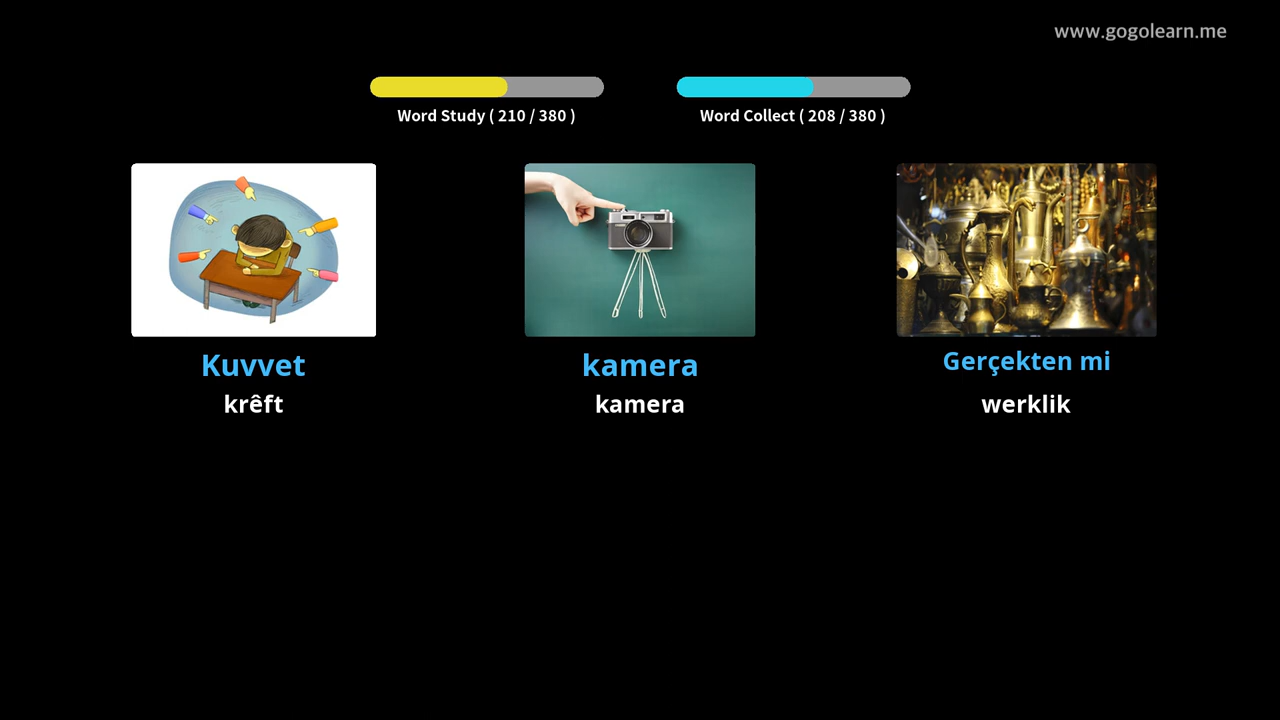 www.gogolearn.me
Word Study ( 210 / 380 )
Word Collect ( 208 / 380 )
Kuvvet
krêft
kamera
kamera
Gerçekten mi
werklik